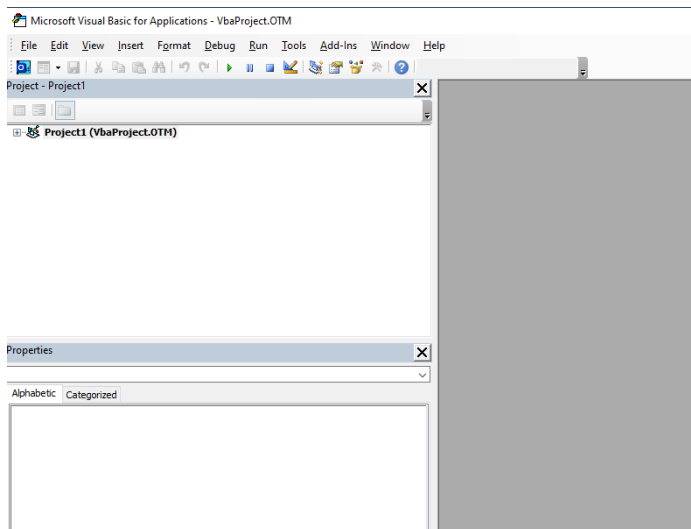 Microsoft Visual Basic for Applications - VbaProject.OTM
File Edit View Insert Format Debug Run Tools Add-Ins Window Help
Project - Project1
Project1 (VbaProject.OTM)
Properties
Alphabetic Categorized